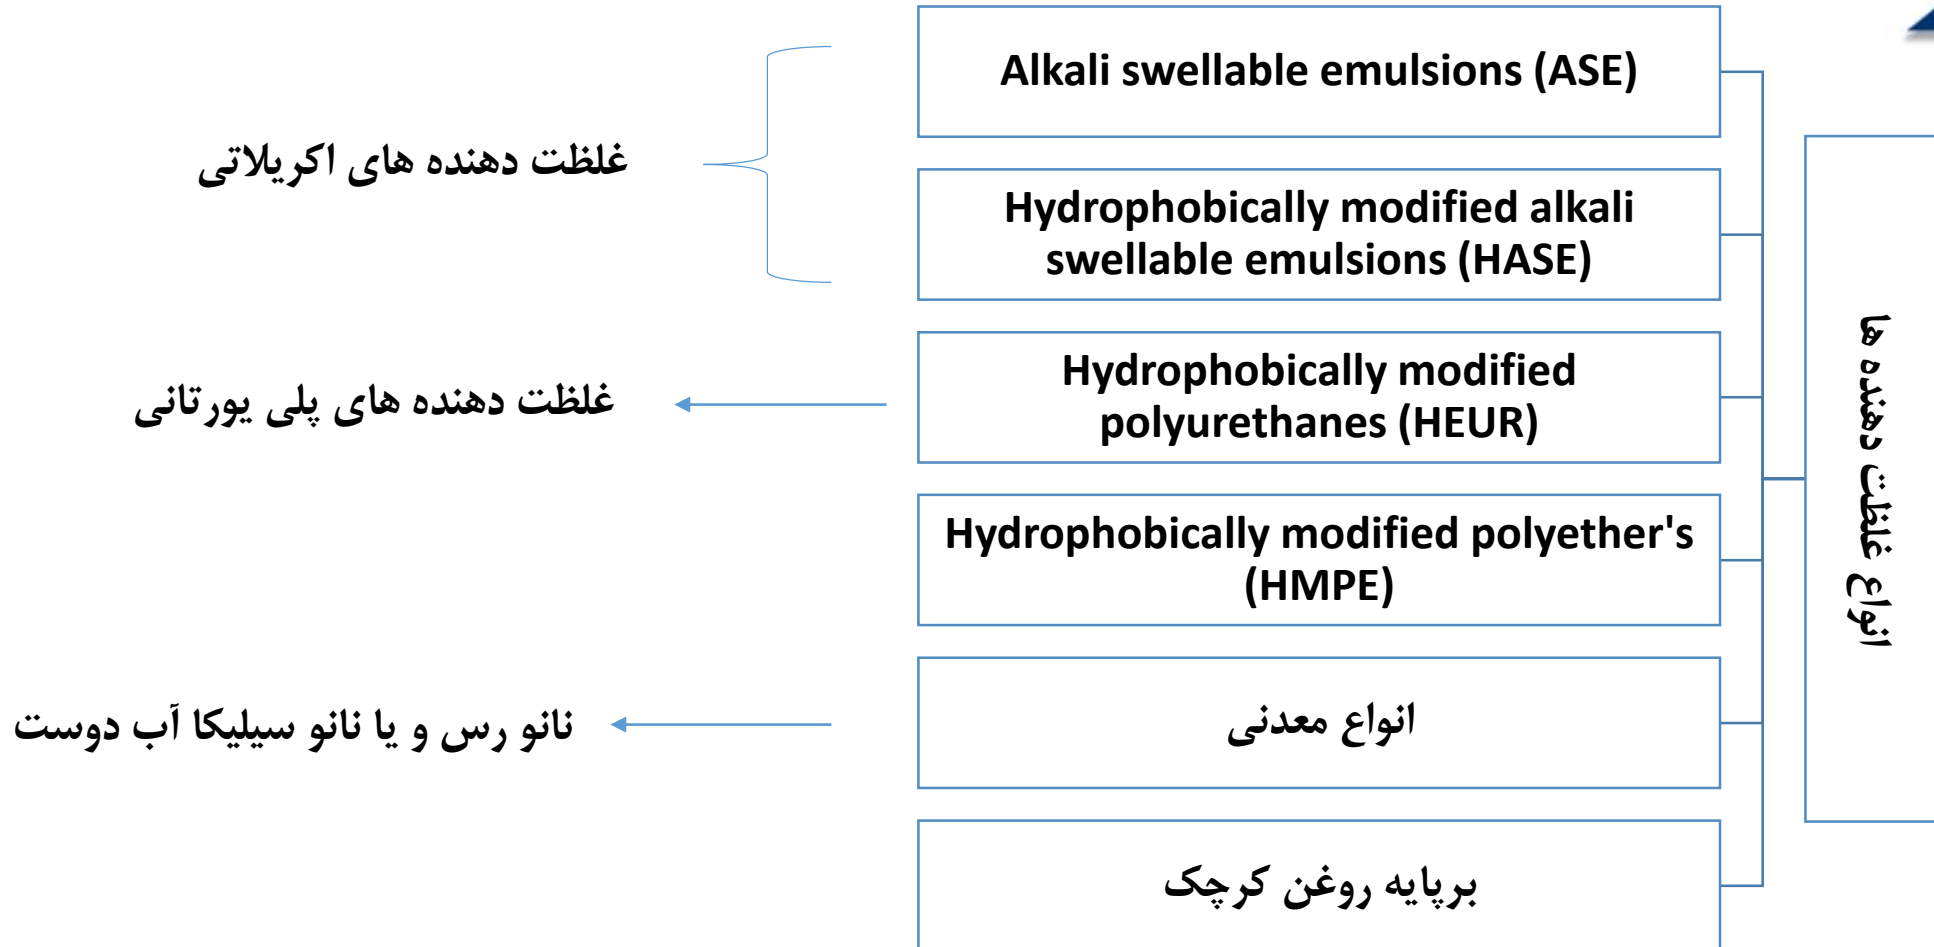 انواع غلظت دهنده ها
Alkali swellable emulsions (ASE)
Hydrophobically modified alkali
swellable emulsions (HASE)
غلظت دهنده های اکریلاتی
Hydrophobically modified
polyurethanes (HEUR)
غلظت دهنده های پلی یورتانی
Hydrophobically modified polyether's
(HMPE)
انواع معدنی
نانو رس و یا نانو سیلیکا آب دوست
برپایه روغن کرچک